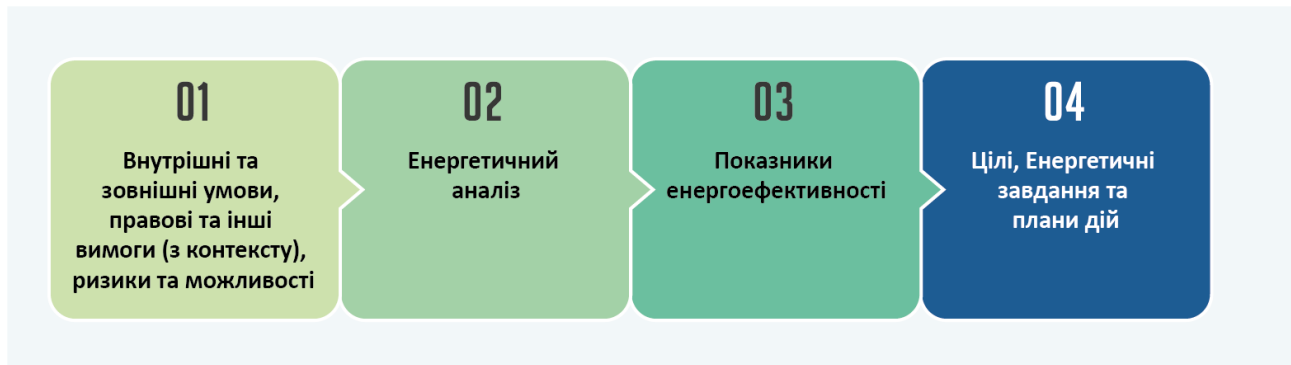 01
Внутрішні та
зовнішні умови,
правові та інші
вимоги (з контексту),
ризики та можливості
02
Енергетичний
аналіз
03
Показники
енергоефективності
04
Цілі, Енергетичні
завдання та
плани дій